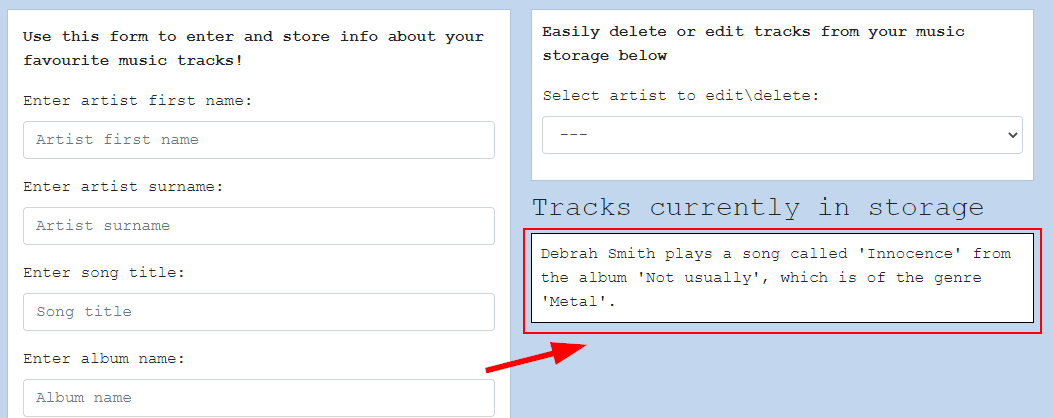 Use this form to enter and store info about your
favourite music tracks!
Enter artist first name:
Artist first name
Enter artist surname:
Artist surname
Enter song title:
Song title
Enter album name:
Album name
Easily delete or edit tracks from your music
storage below
Select artist to edit\delete:
---
Tracks currently in storage
Debrah Smith plays a song called 'Innocence' from
the album 'Not usually', which is of the genre
'Metal'.